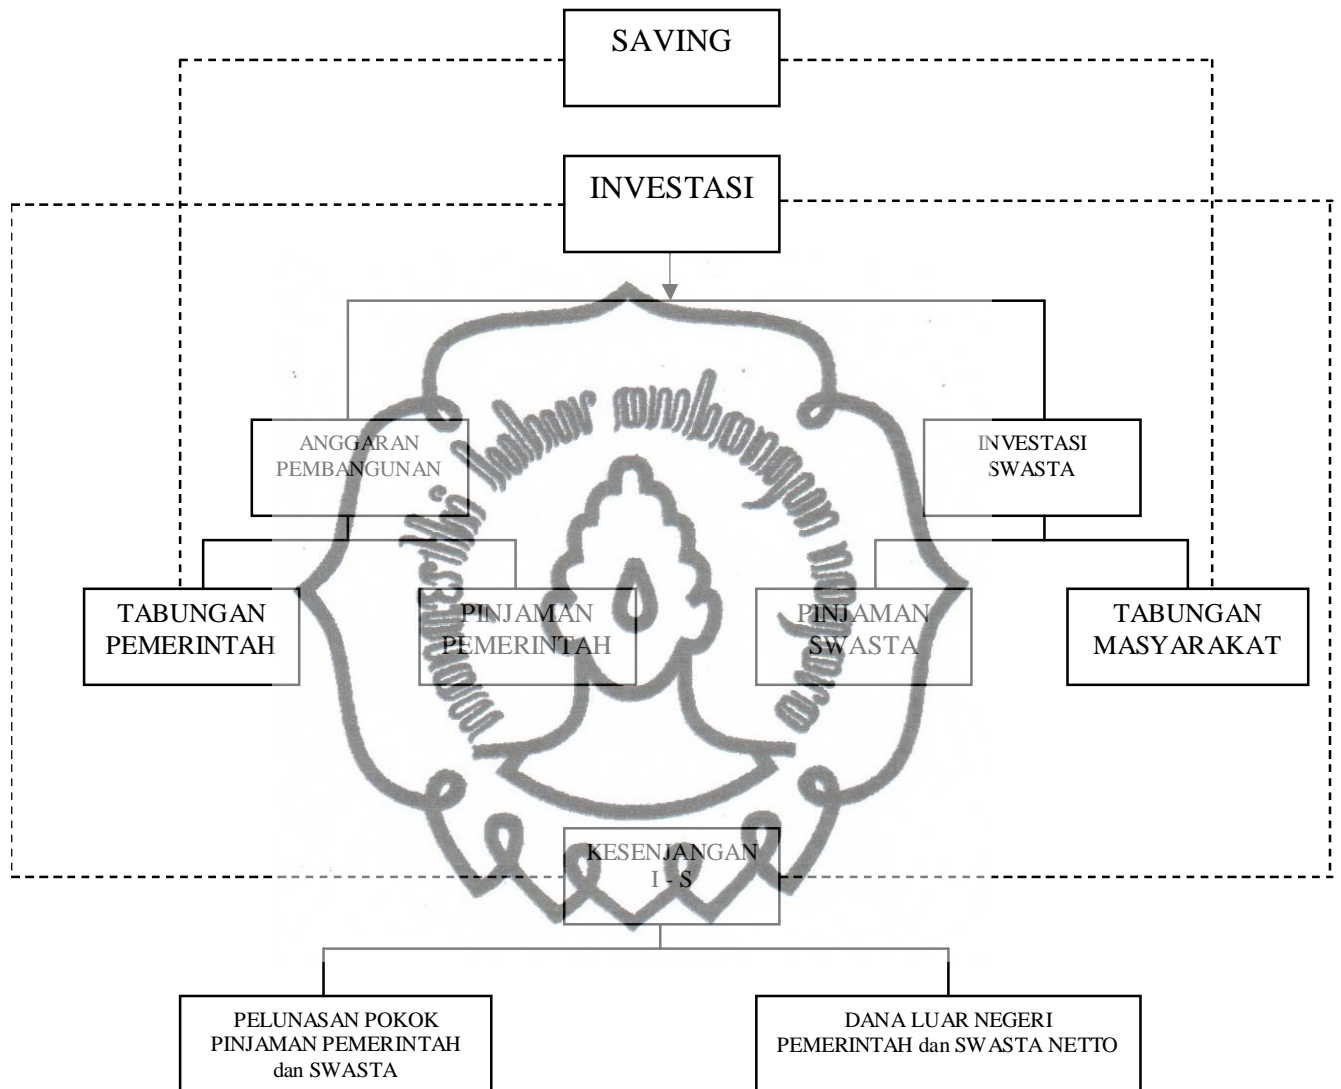 SAVING
INVESTASI
ANGGARAN
PEMBANGUNAN
INVESTASI
SWASTA
TABUNGAN
PEMERINTAH
PINJAMAN
PEMERINTAH
PINJAMAN
SWASTA
TABUNGAN
MASYARAKAT
KESENJANGAN
I - S
PELUNASAN POKOK
PINJAMAN PEMERINTAH
dan SWASTA
DANA LUAR NEGERI
PEMERINTAH dan SWASTA NETTO